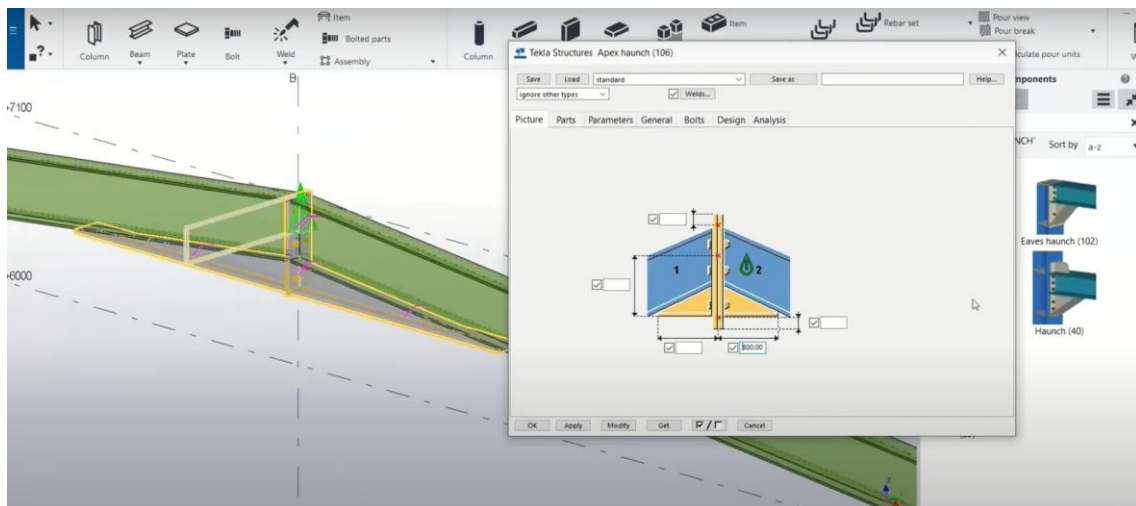 Item
Bolted parts
Assembly
Column
Beam
Plate
Bolt
Weld
Column
Item
Rebar set
Pour view
Pour break
lculate pour units
B
7100
6000
Tekla Structures Apex haunch (106)
Save
Load
standard
Save as
Help...
ignore other types
Welds...
Picture
Parts
Parameters
General
Bolts
Design
Analysis
1
2
800.00
OK
Apply
Modify
Get
Cancel
mponents
NCH'
Sort by
a-z
Eaves haunch (102)
Haunch (40)
z